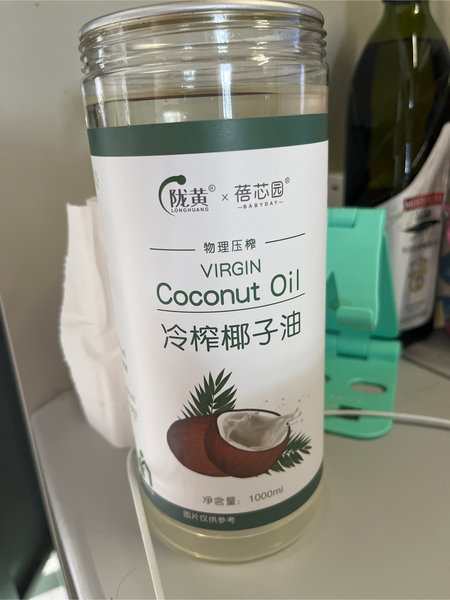 陇黄® × 蓓芯园®
LONGHUANG —BABYDAY—
物理压榨
VIRGIN
Coconut Oil
冷榨椰子油
净含量： 1000ml
图片仅供参考